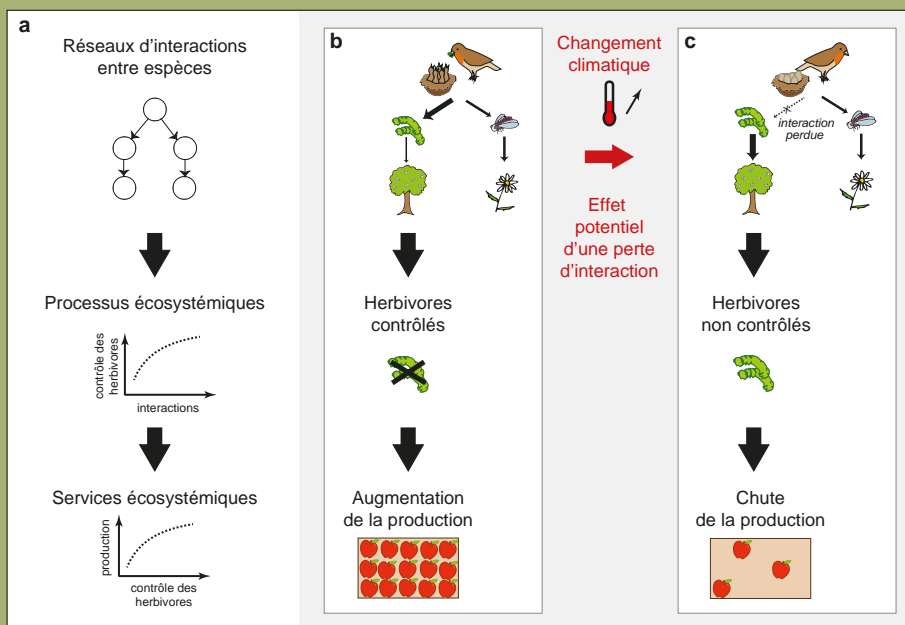 a
Réseaux d'interactions
entre espèces
Processus écosystémiques
contrôle des
herbivores
interactions
Services écosystémiques
production
contrôle des
herbivores
b
Herbivores
contrôlés
Augmentation
de la production
Changement
climatique
Effet
potentiel
d'une perte
d'interaction
c
interaction
perdue
Herbivores
non contrôlés
Chute
de la production